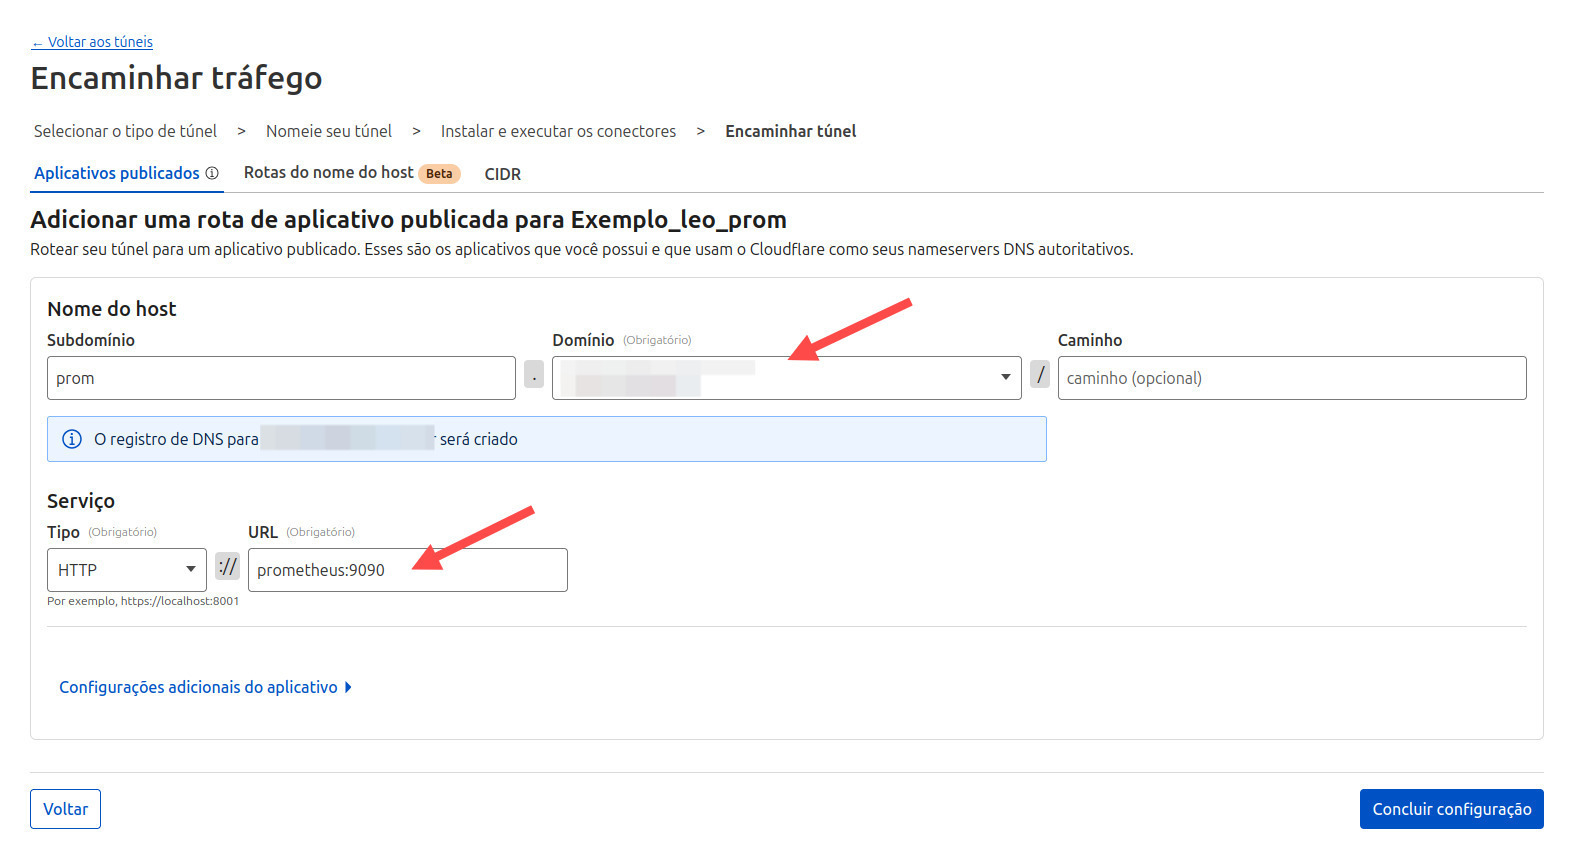 ← Voltar aos túneis
Encaminhar tráfego
Selecionar o tipo de túnel > Nomeie seu túnel > Instalar e executar os conectores > Encaminhar túnel
Aplicativos publicados Rotas do nome do host Beta CIDR
Adicionar uma rota de aplicativo publicada para Exemplo_leo_prom
Rotear seu túnel para um aplicativo publicado. Esses são os aplicativos que você possui e que usam o Cloudflare como seus nameservers DNS autoritativos.
Nome do host
Subdomínio Domínio (Obrigatório) Caminho
prom . / caminho (opcional)
O registro de DNS para será criado
Serviço
Tipo (Obrigatório) URL (Obrigatório)
HTTP :// prometheus:9090
Por exemplo, https://localhost:8001
Configurações adicionais do aplicativo
Voltar Concluir configuração